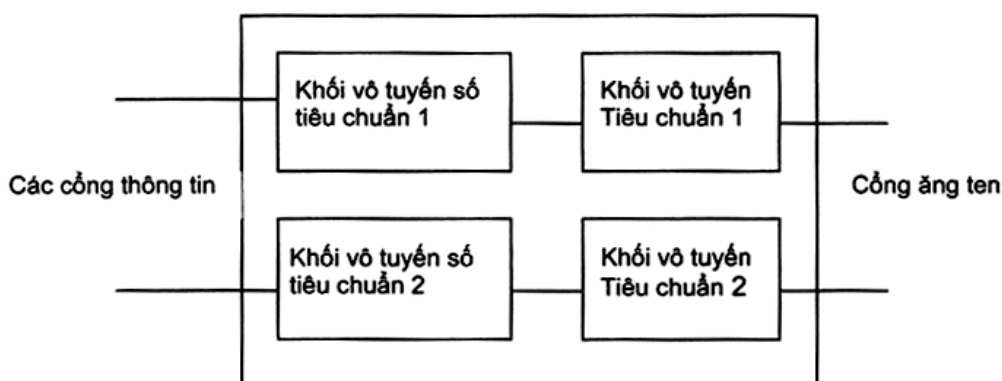 Khối vô tuyến số
tiêu chuẩn 1
Khối vô tuyến
Tiêu chuẩn 1
Các cổng thông tin
Cổng ăng ten
Khối vô tuyến số
tiêu chuẩn 2
Khối vô tuyến
Tiêu chuẩn 2